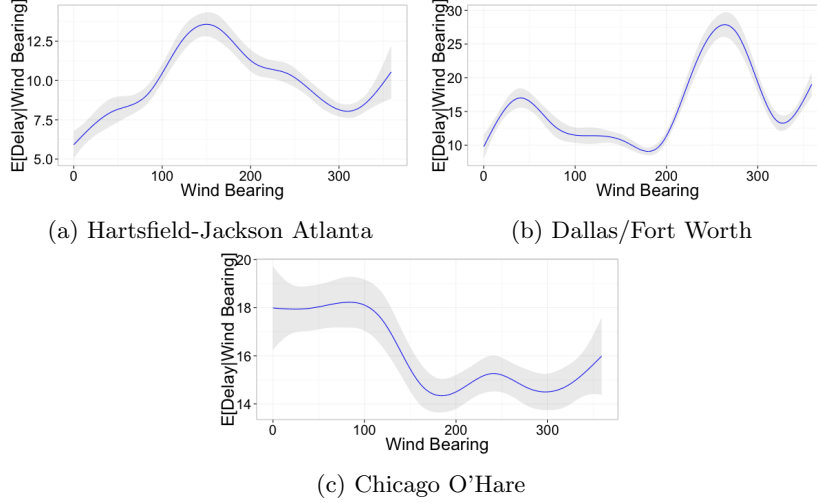 E[Delay|Wind Bearing]
12.5
10.0
7.5
5.0
0 100 200 300
Wind Bearing
(a) Hartsfield-Jackson Atlanta
E[Delay|Wind Bearing]
30
25
20
15
10
0 100 200 300
Wind Bearing
(b) Dallas/Fort Worth
E[Delay|Wind Bearing]
20
18
16
14
0 100 200 300
Wind Bearing
(c) Chicago O'Hare